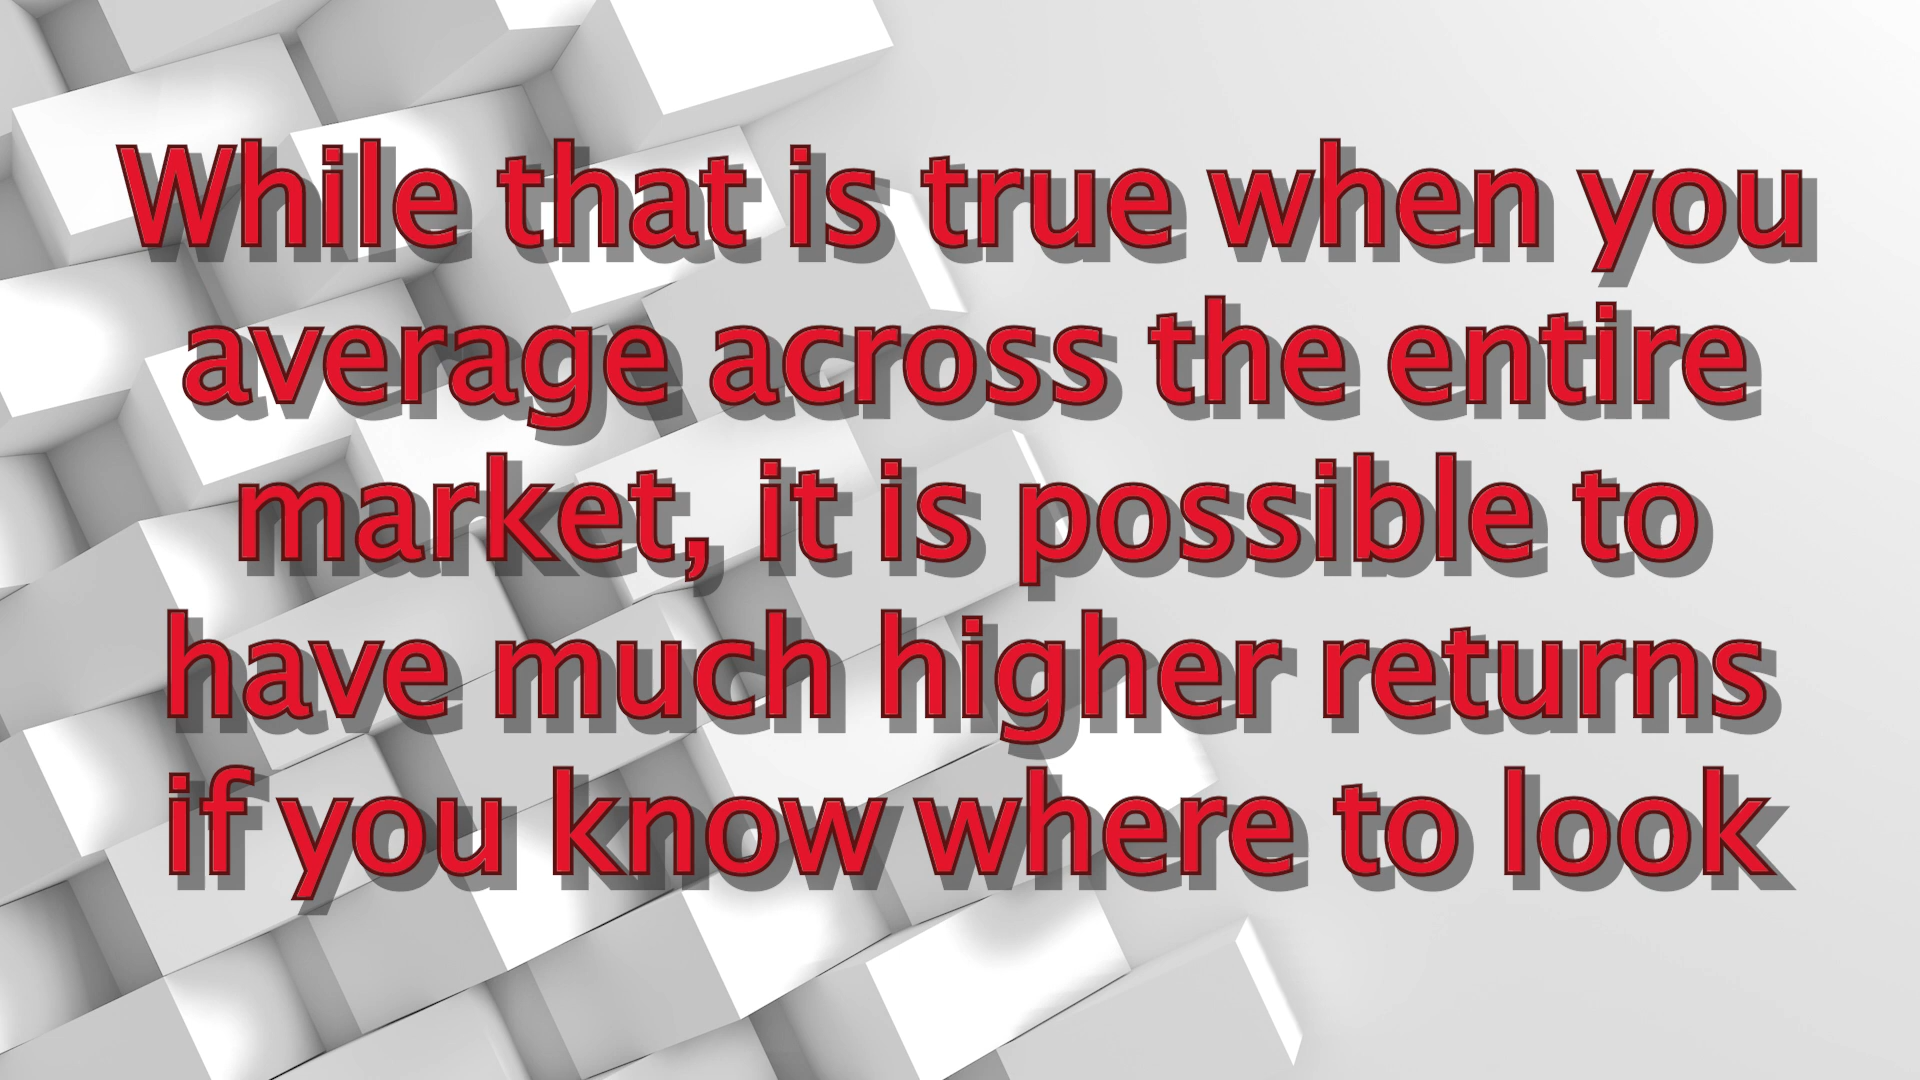 While that is true when you
average across the entire
market, it is possible to
have much higher returns
if you know where to look